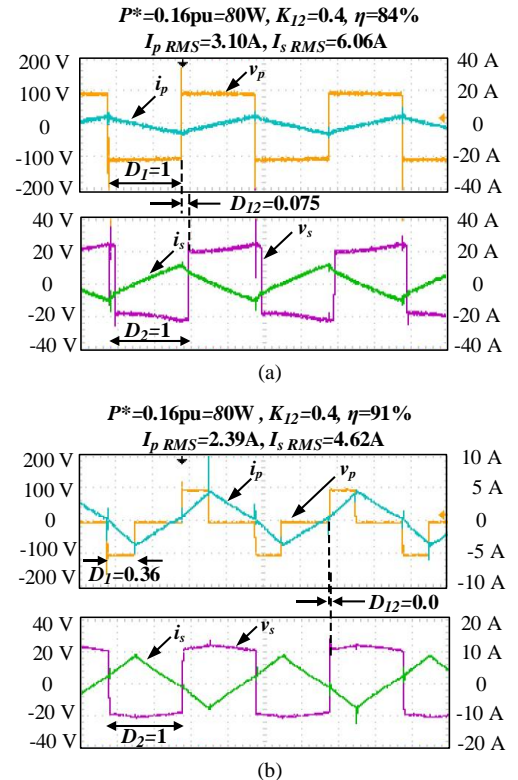 P*=0.16pu=80W, K12=0.4, η=84%
Ip RMS=3.10A, Is RMS=6.06A
200 V
40 A
vp
100 V
ip
20 A
0
0
-100 V
-20 A
D1=1
-200 V
-40 A
D12=0.075
40 V
40 A
is
vs
20 V
20 A
0
0
-20 V
-20 A
D2=1
-40 V
-40 A
(a)
P*=0.16pu=80W , K12=0.4, η=91%
Ip RMS=2.39A, Is RMS=4.62A
200 V
10 A
ip
vp
100 V
5 A
0
0
-100 V
-5 A
D1=0.36
-200 V
-10 A
D12=0.0
40 V
20 A
is
vs
20 V
10 A
0
0
-20 V
-10 A
D2=1
-40 V
-20 A
(b)